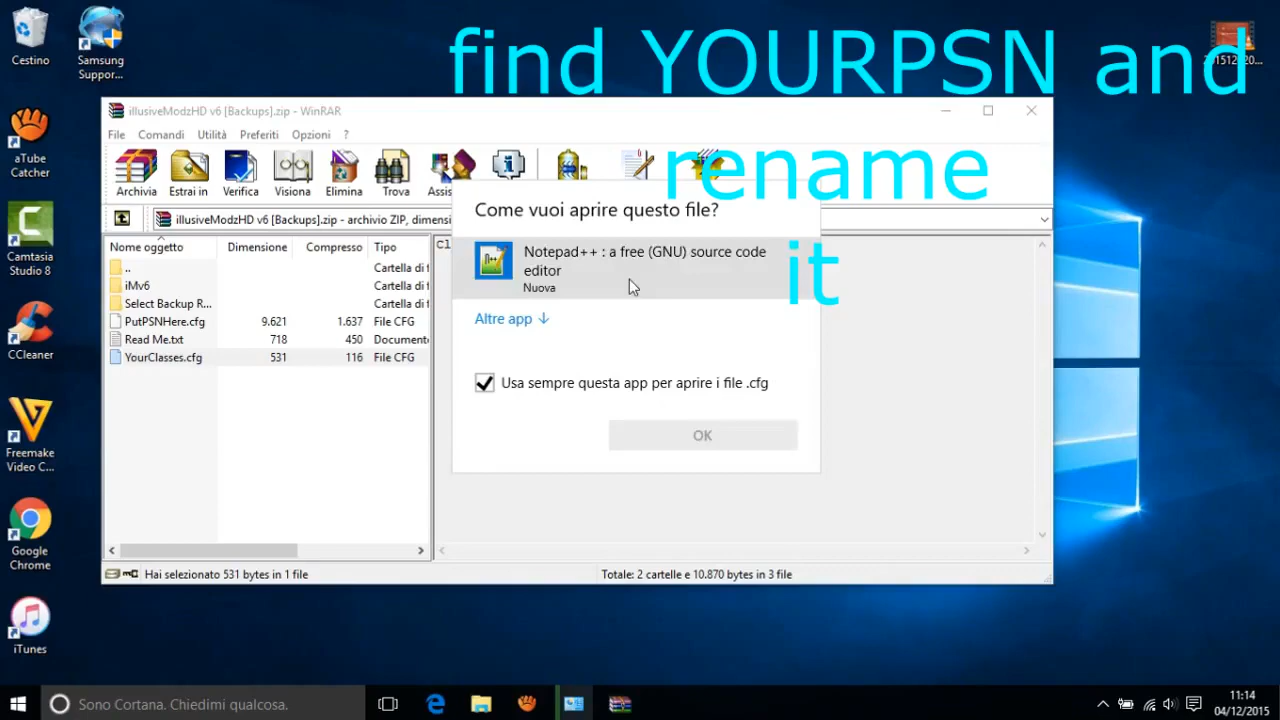 find YOURPSN and
rename
it
Cestino
Samsung
Suppor...
aTube
Catcher
Camtasia
Studio 8
CCleaner
Freemake
Video C...
Google
Chrome
iTunes
illusiveModzHD v6 [Backups].zip - WinRAR
File Comandi Utilità Preferiti Opzioni ?
Archivia Estrai in Verifica Visiona Elimina Trova Assis
illusiveModzHD v6 [Backups].zip - archivio ZIP, dimensi
Nome oggetto Dimensione Compresso Tipo
.. Cartella di f
iMv6 Cartella di f
Select Backup R... Cartella di f
PutPSNHere.cfg 9.621 1.637 File CFG
Read Me.txt 718 450 Document
YourClasses.cfg 531 116 File CFG
Come vuoi aprire questo file?
Notepad++ : a free (GNU) source code
editor
Nuova
Altre app
Usa sempre questa app per aprire i file .cfg
OK
Hai selezionato 531 bytes in 1 file
Totale: 2 cartelle e 10.870 bytes in 3 file
Sono Cortana. Chiedimi qualcosa.
11:14
04/12/2015